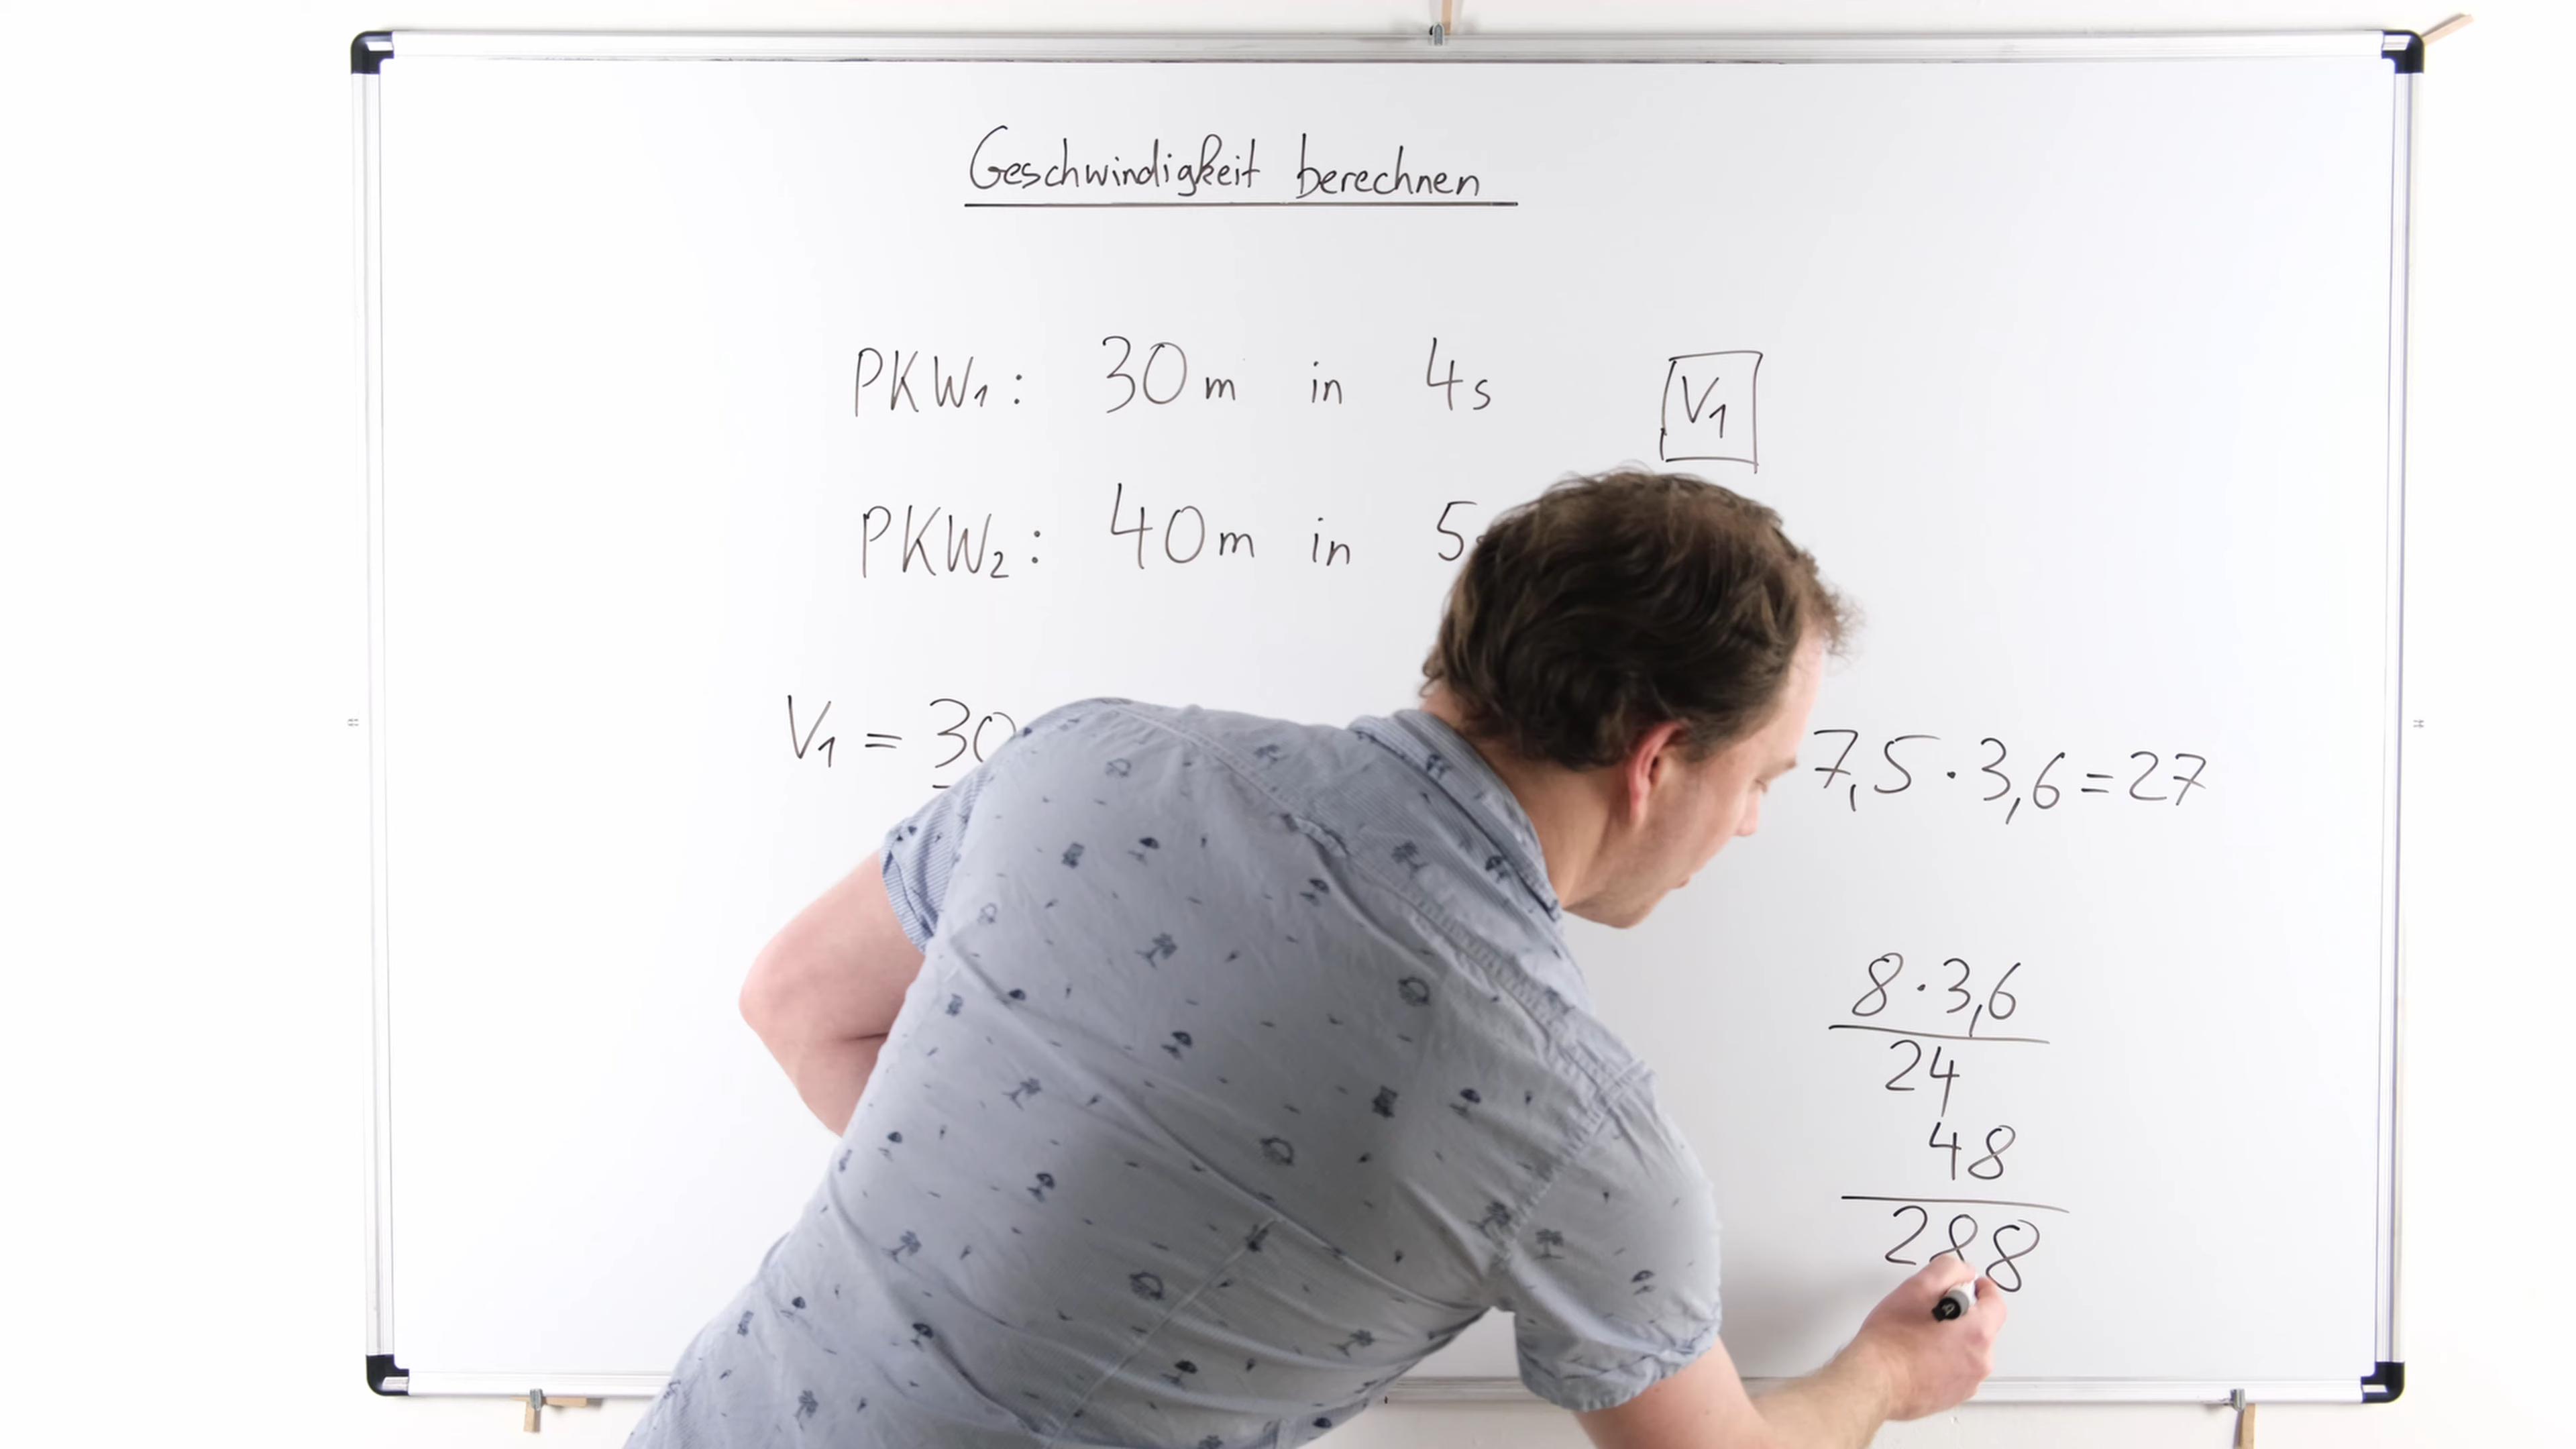 Geschwindigkeit berechnen
PKW₁: 30m in 4s
V₁
PKW₂: 40m in 5
V₁ = 30
7,5 · 3,6 = 27
8 · 3,6
24
48
288